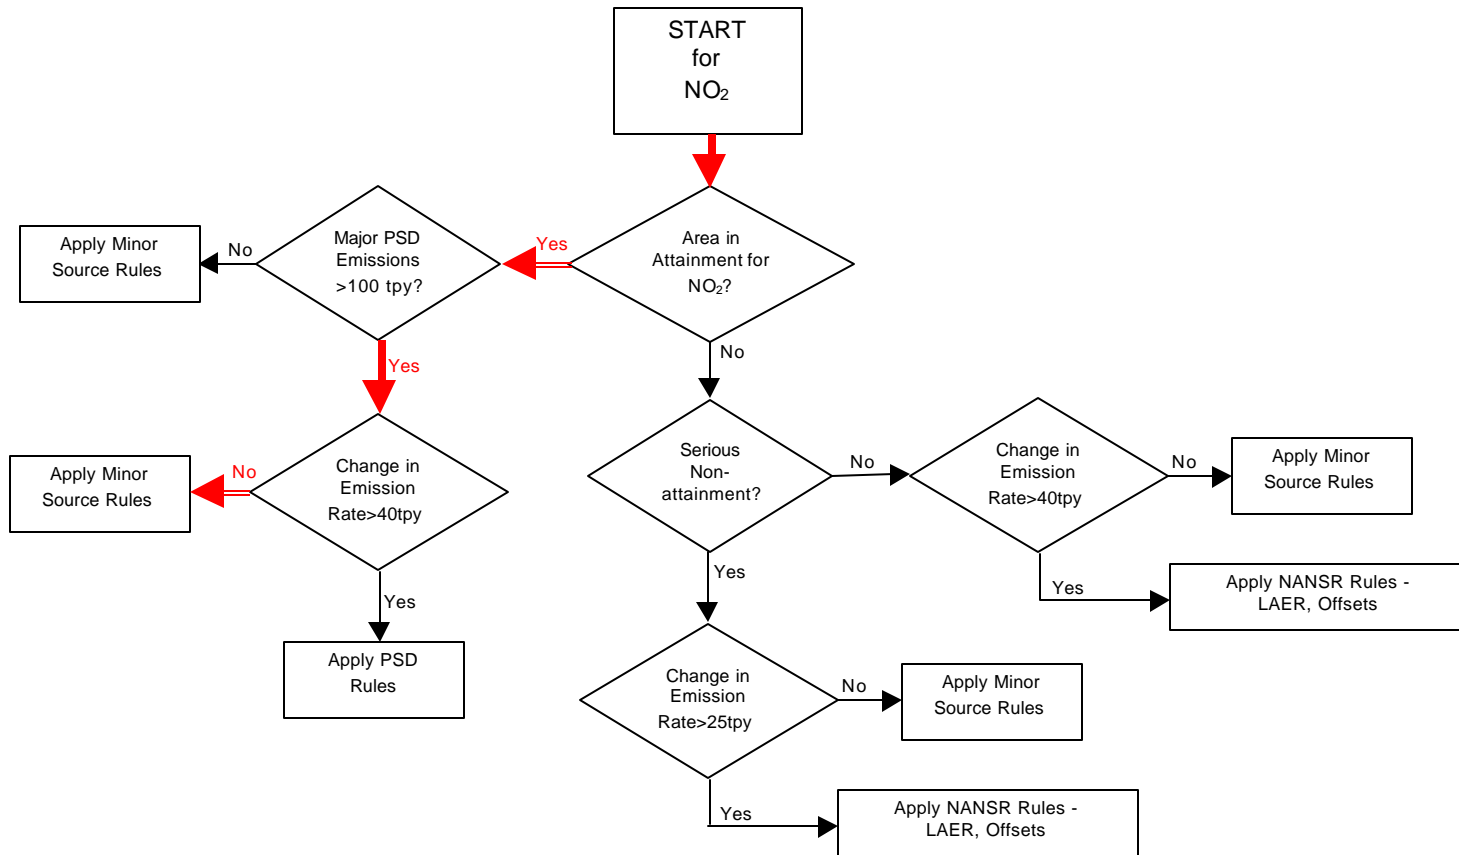 START
for
NO₂
Major PSD
Emissions
>100 tpy?
Area in
Attainment for
NO₂?
Apply Minor
Source Rules
No
Yes
Yes
No
Apply Minor
Source Rules
No
Change in
Emission
Rate>40tpy
Serious
Non-
attainment?
No
Change in
Emission
Rate>40tpy
No
Apply Minor
Source Rules
Yes
Yes
Yes
Apply NANSR Rules -
LAER, Offsets
Apply PSD
Rules
Change in
Emission
Rate>25tpy
No
Apply Minor
Source Rules
Yes
Apply NANSR Rules -
LAER, Offsets